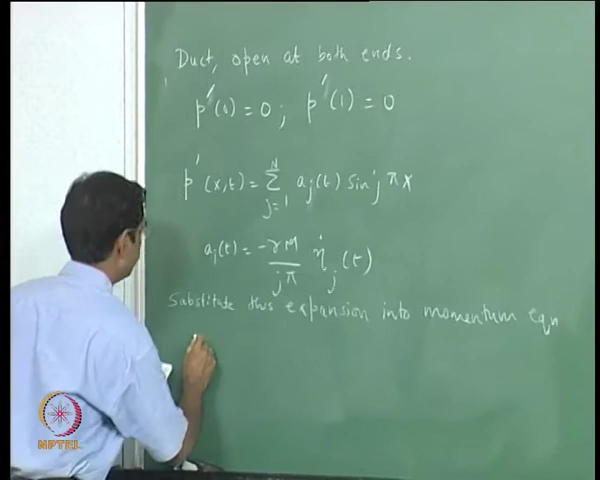 Duct, open at both ends.
p'(0) = 0 ; p'(1) = 0
p'(x,t) = Σ_{j=1}^{N} a_j(t) Sin jπx
a_j(t) = -γM/jπ η̇_j(t)
Substitute this expansion into momentum eqn
NPTEL